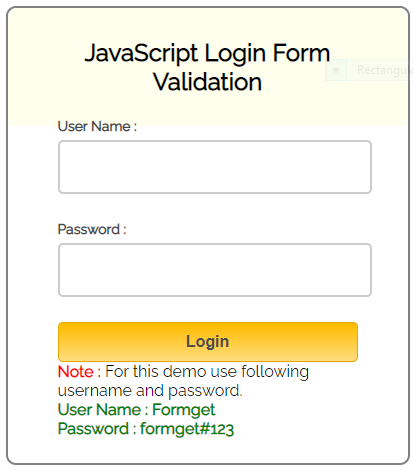 JavaScript Login Form
Validation
Rectangula
User Name :
Password :
Login
Note : For this demo use following
username and password.
User Name : Formget
Password : formget#123